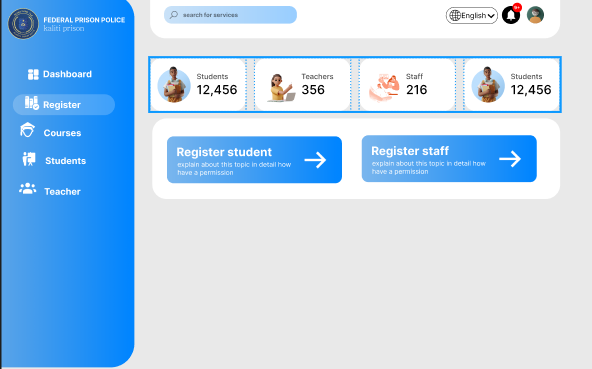 FEDERAL PRISON POLICE
kaliti prison
search for services
English
9+
Dashboard
Register
Courses
Students
Teacher
Students
12,456
Teachers
356
Staff
216
Students
12,456
Register student
explain about this topic in detail how
have a permission
Register staff
explain about this topic in detail how
have a permission